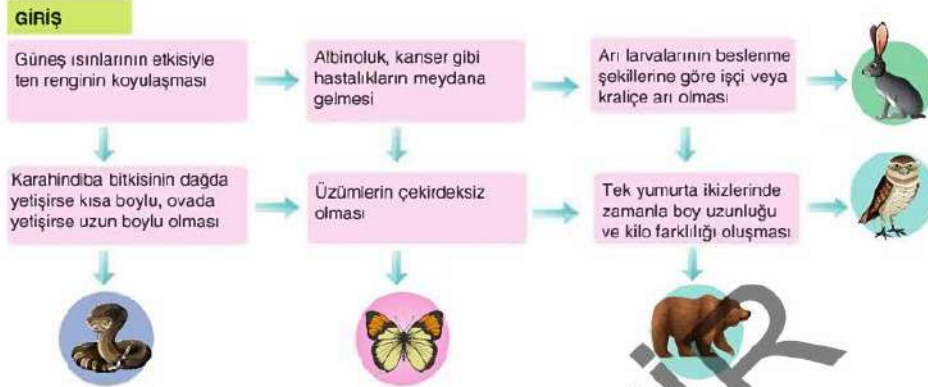 GİRİŞ
Güneş ısınlarının etkisiyle
ten renginin koyulaşması
Albinoluk, kanser gibi
hastalıkların meydana
gelmesi
Arı larvalarının beslenme
şekillerine göre işçi veya
kraliçe arı olması
Karahindiba bitkisinin dağda
yetişirse kısa boylu, ovada
yetişirse uzun boylu olması
Üzümlerin çekirdeksiz
olması
Tek yumurta ikizlerinde
zamanla boy uzunluğu
ve kilo farklılığı oluşması